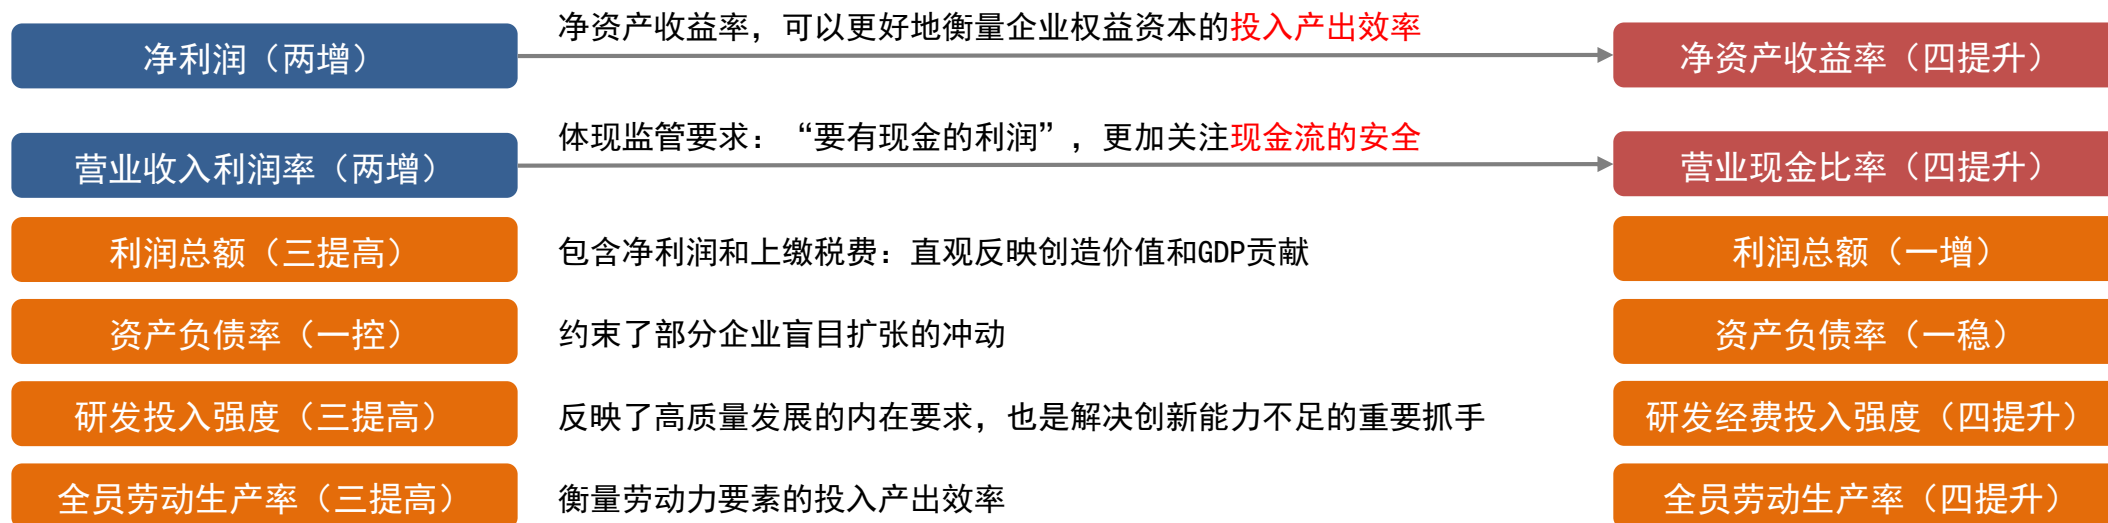 净资产收益率，可以更好地衡量企业权益资本的投入产出效率
净利润（两增）
净资产收益率（四提升）
体现监管要求：“要有现金的利润”，更加关注现金流的安全
营业收入利润率（两增）
营业现金比率（四提升）
利润总额（三提高）
包含净利润和上缴税费：直观反映创造价值和GDP贡献
利润总额（一增）
资产负债率（一控）
约束了部分企业盲目扩张的冲动
资产负债率（一稳）
研发投入强度（三提高）
反映了高质量发展的内在要求，也是解决创新能力不足的重要抓手
研发经费投入强度（四提升）
全员劳动生产率（三提高）
衡量劳动力要素的投入产出效率
全员劳动生产率（四提升）